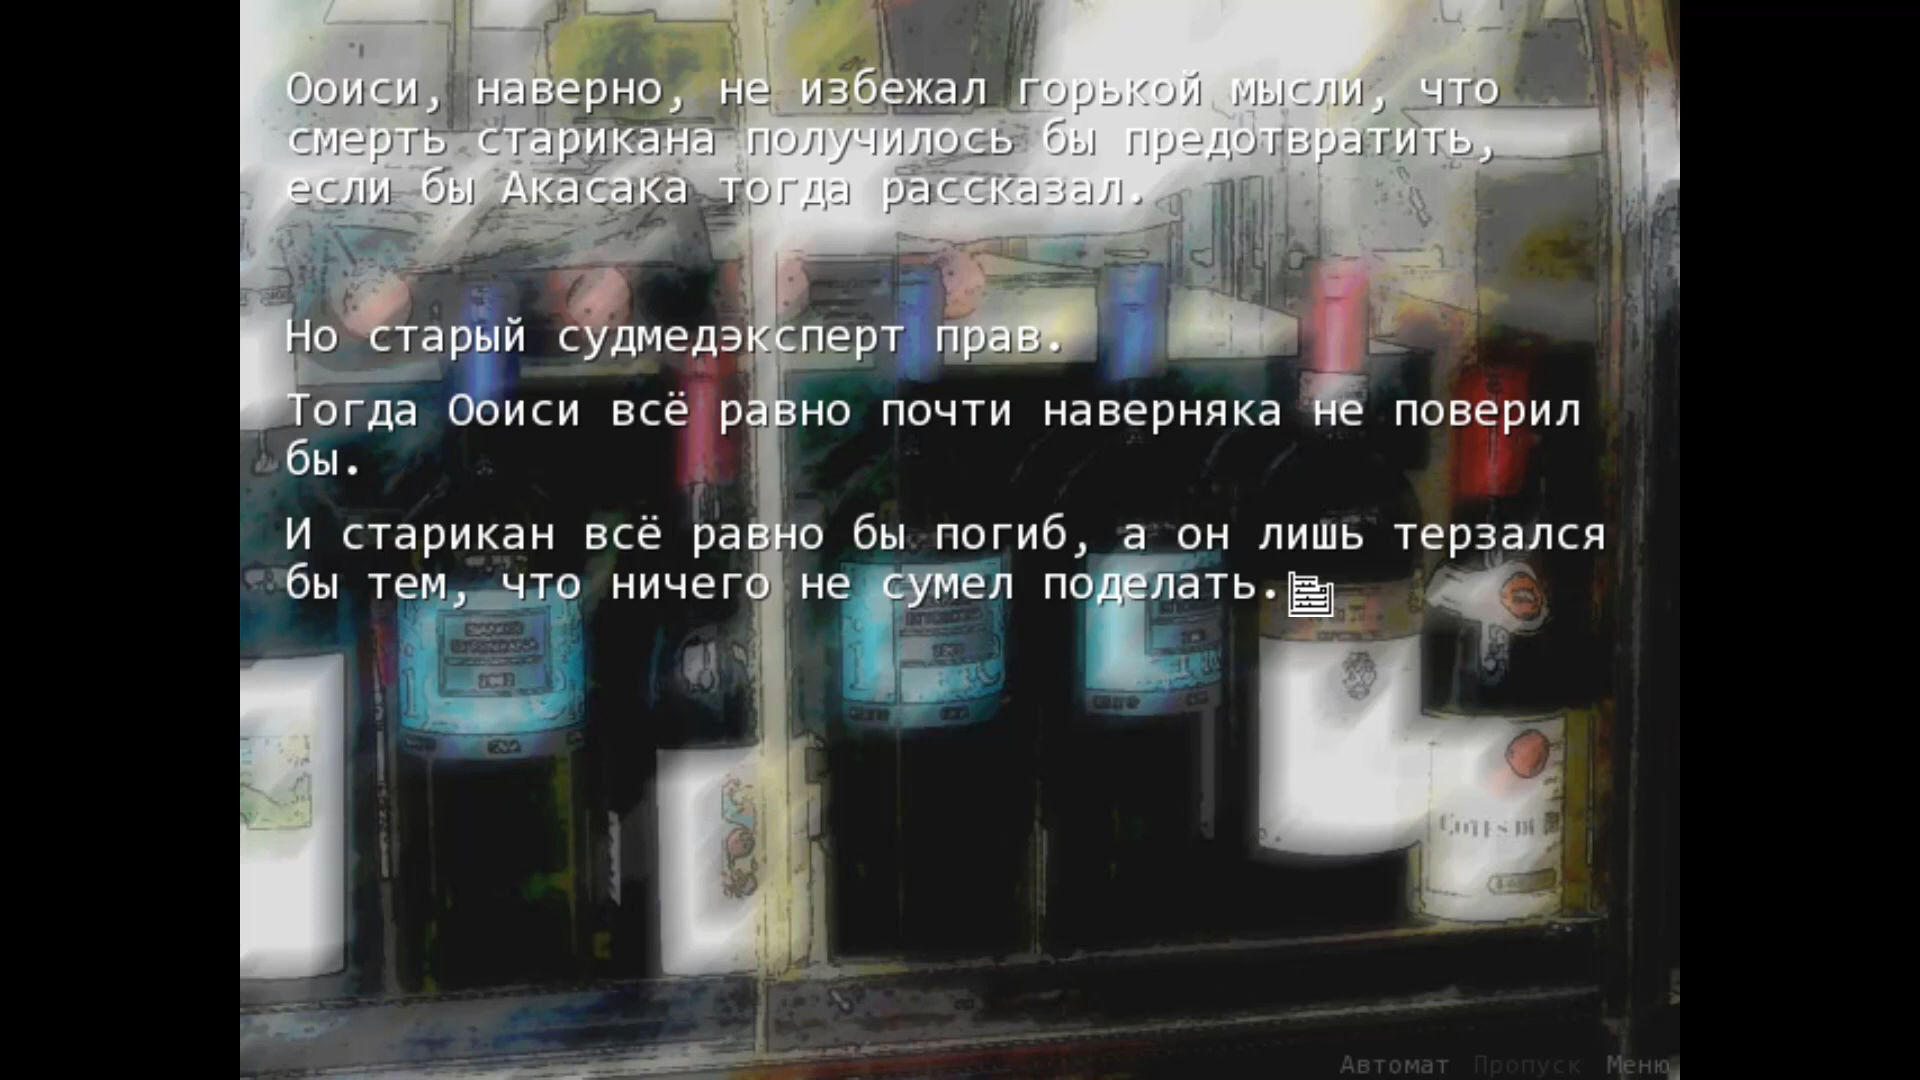 Ооиси, наверно, не избежал горькой мысли, что
смерть старикана получилось бы предотвратить,
если бы Акасака тогда рассказал.
Но старый судмедэксперт прав.
Тогда Ооиси всё равно почти наверняка не поверил
бы.
И старикан всё равно бы погиб, а он лишь терзался
бы тем, что ничего не сумел поделать.
Автомат Пропуск Меню